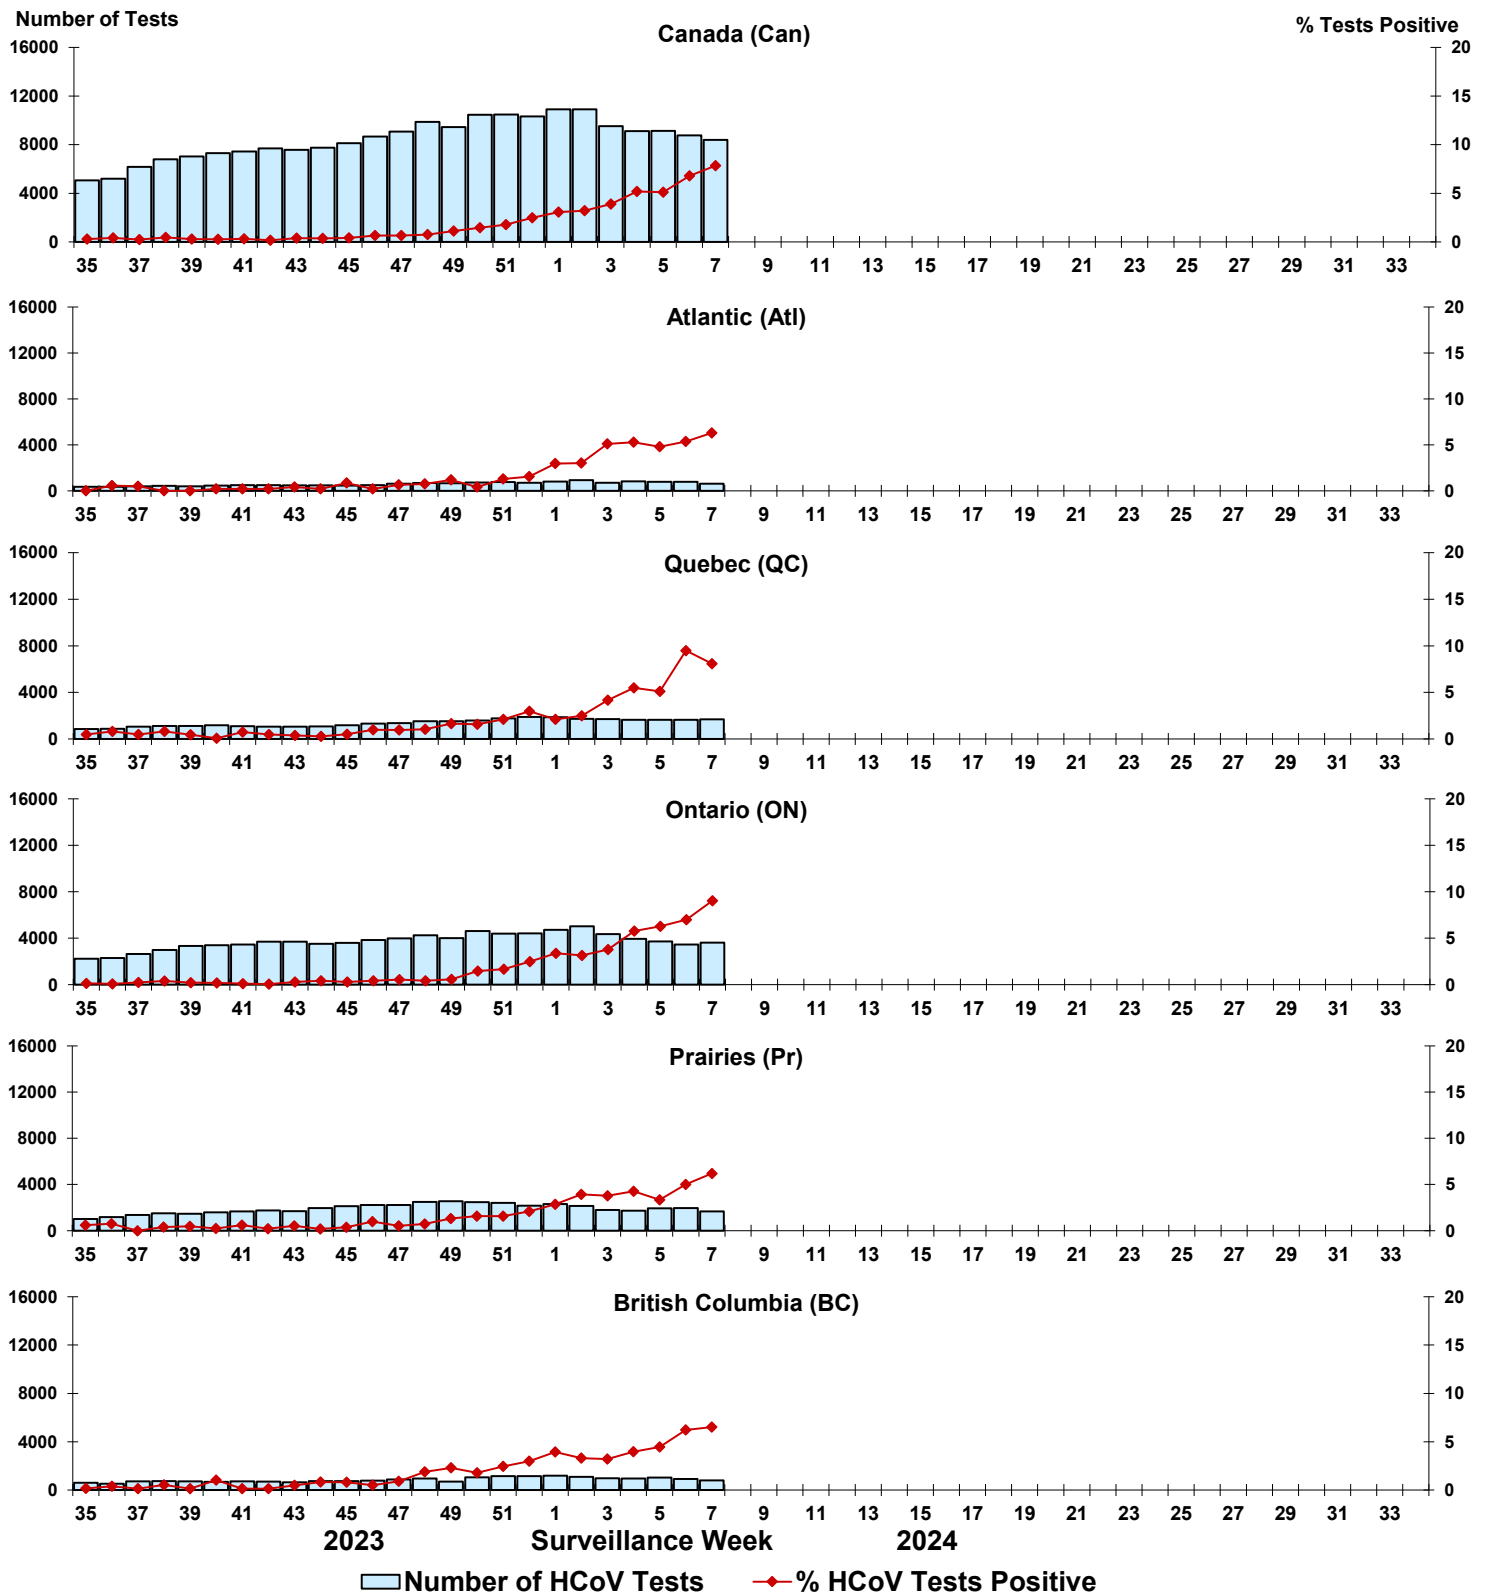 Number of Tests
% Tests Positive
Canada (Can)
16000 20
12000 15
8000 10
4000 5
0 0
35 37 39 41 43 45 47 49 51 1 3 5 7 9 11 13 15 17 19 21 23 25 27 29 31 33
Atlantic (Atl)
16000 20
12000 15
8000 10
4000 5
0 0
35 37 39 41 43 45 47 49 51 1 3 5 7 9 11 13 15 17 19 21 23 25 27 29 31 33
Quebec (QC)
16000 20
12000 15
8000 10
4000 5
0 0
35 37 39 41 43 45 47 49 51 1 3 5 7 9 11 13 15 17 19 21 23 25 27 29 31 33
Ontario (ON)
16000 20
12000 15
8000 10
4000 5
0 0
35 37 39 41 43 45 47 49 51 1 3 5 7 9 11 13 15 17 19 21 23 25 27 29 31 33
Prairies (Pr)
16000 20
12000 15
8000 10
4000 5
0 0
35 37 39 41 43 45 47 49 51 1 3 5 7 9 11 13 15 17 19 21 23 25 27 29 31 33
British Columbia (BC)
16000 20
12000 15
8000 10
4000 5
0 0
35 37 39 41 43 45 47 49 51 1 3 5 7 9 11 13 15 17 19 21 23 25 27 29 31 33
2023 Surveillance Week 2024
Number of HCoV Tests % HCoV Tests Positive